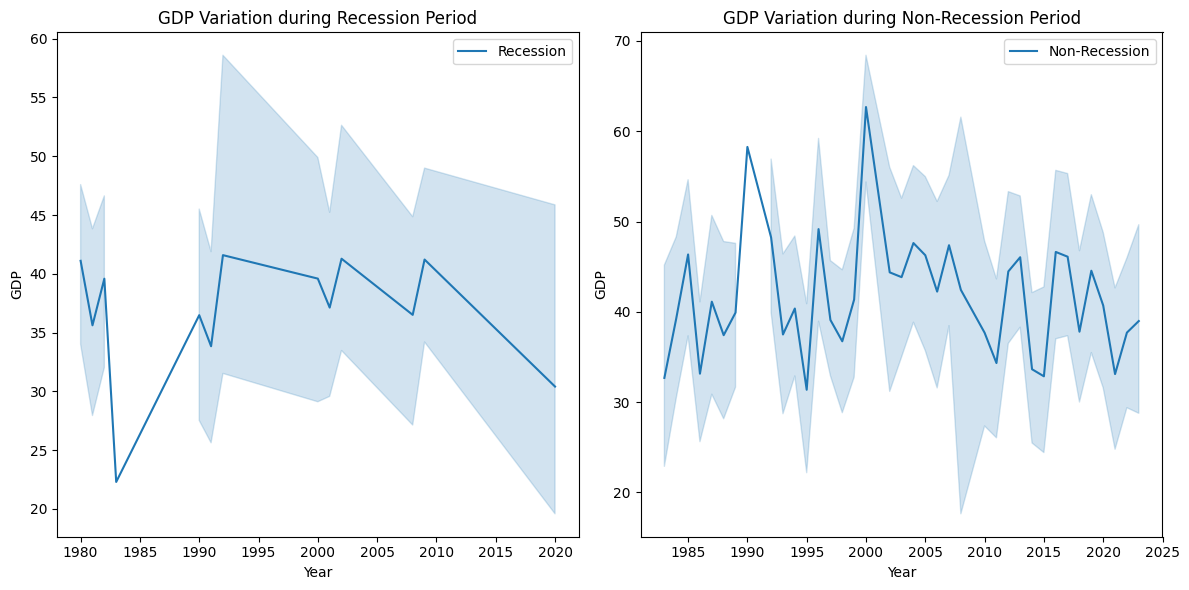 GDP Variation during Recession Period
GDP Variation during Non-Recession Period
Recession
Non-Recession
GDP
60
55
50
45
40
35
30
25
20
1980 1985 1990 1995 2000 2005 2010 2015 2020
Year
GDP
70
60
50
40
30
20
1985 1990 1995 2000 2005 2010 2015 2020 2025
Year